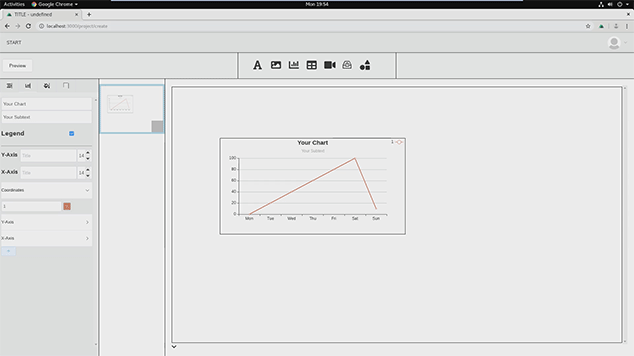 Activities Google Chrome Mon 19:54
TITLE - undefined
localhost:3000/project/create
START
Preview
A
Your Chart
Your Subtext
Legend
Y-Axis Title 14
X-Axis Title 14
Coordinates
1
Y-Axis
X-Axis
+
Your Chart
1
Your Subtext
100
80
60
40
20
0
Mon Tue Wed Thu Fri Sat Sun